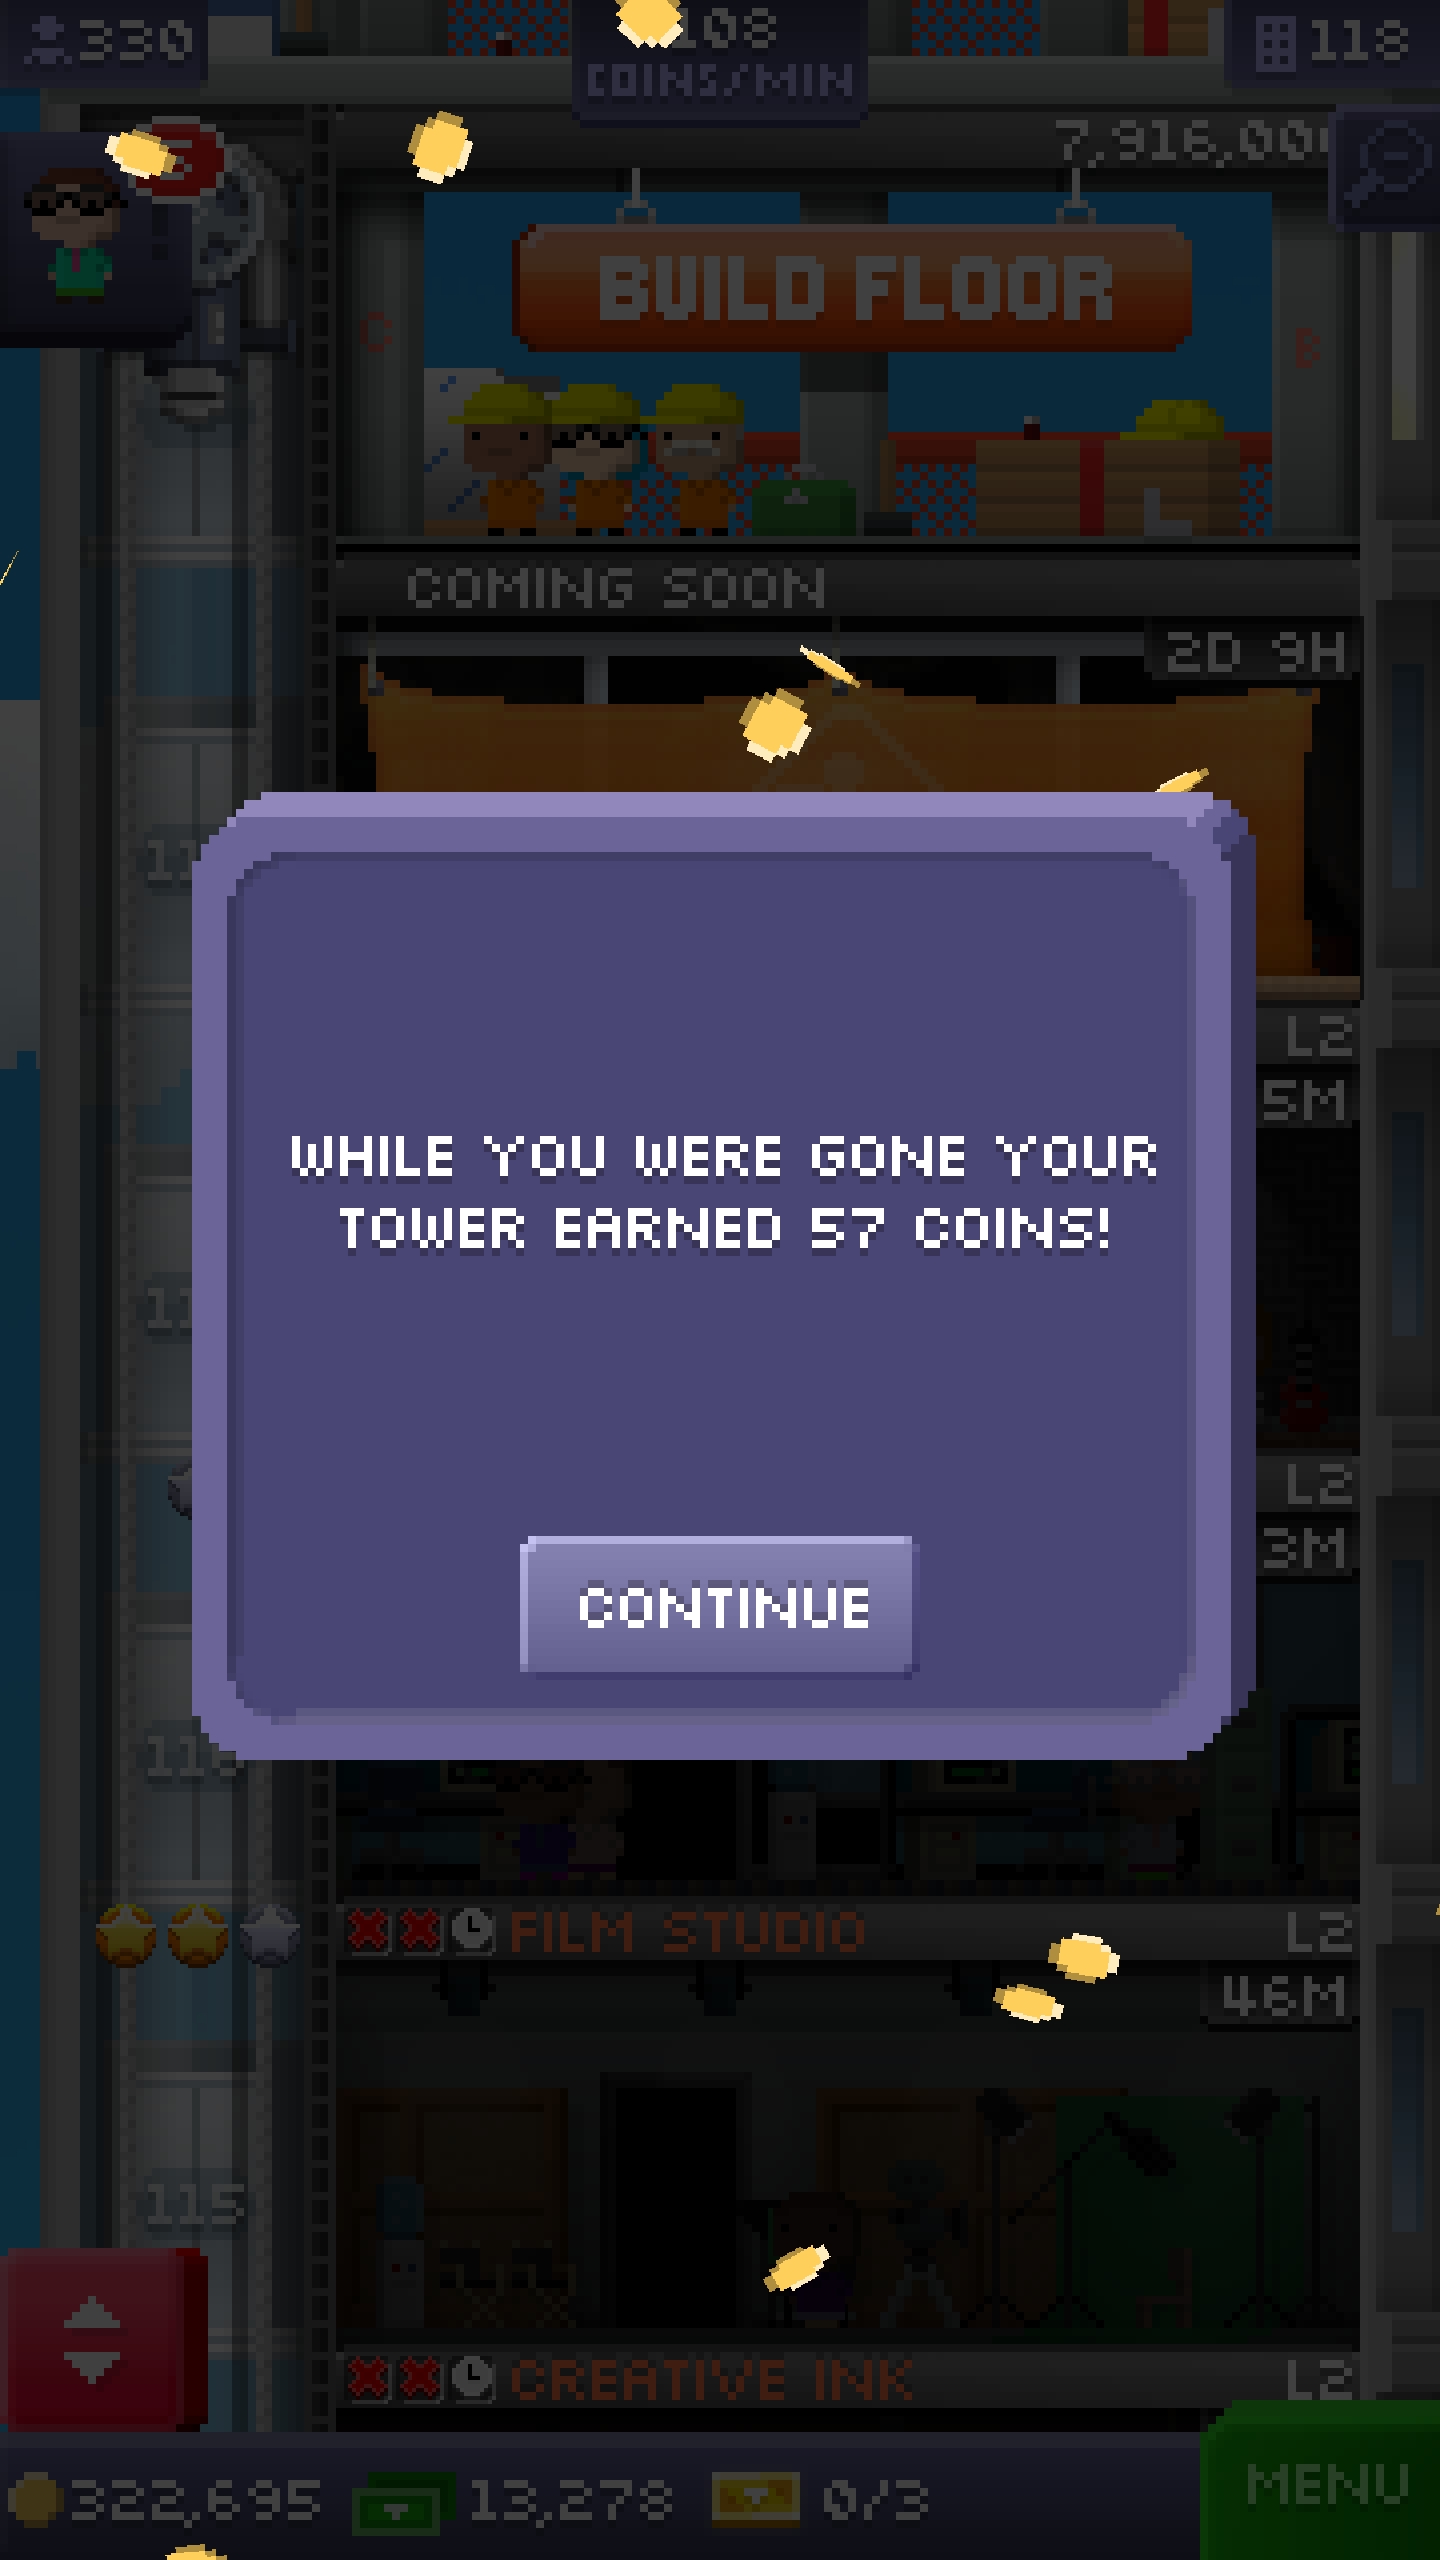 330
108
COINS/MIN
118
7,916,00
BUILD FLOOR
C
B
COMING SOON
2D 9H
L2
5M
WHILE YOU WERE GONE YOUR
TOWER EARNED 57 COINS!
L2
3M
CONTINUE
FILM STUDIO
L2
46M
115
CREATIVE INK
L2
322,695
13,278
0/3
MENU